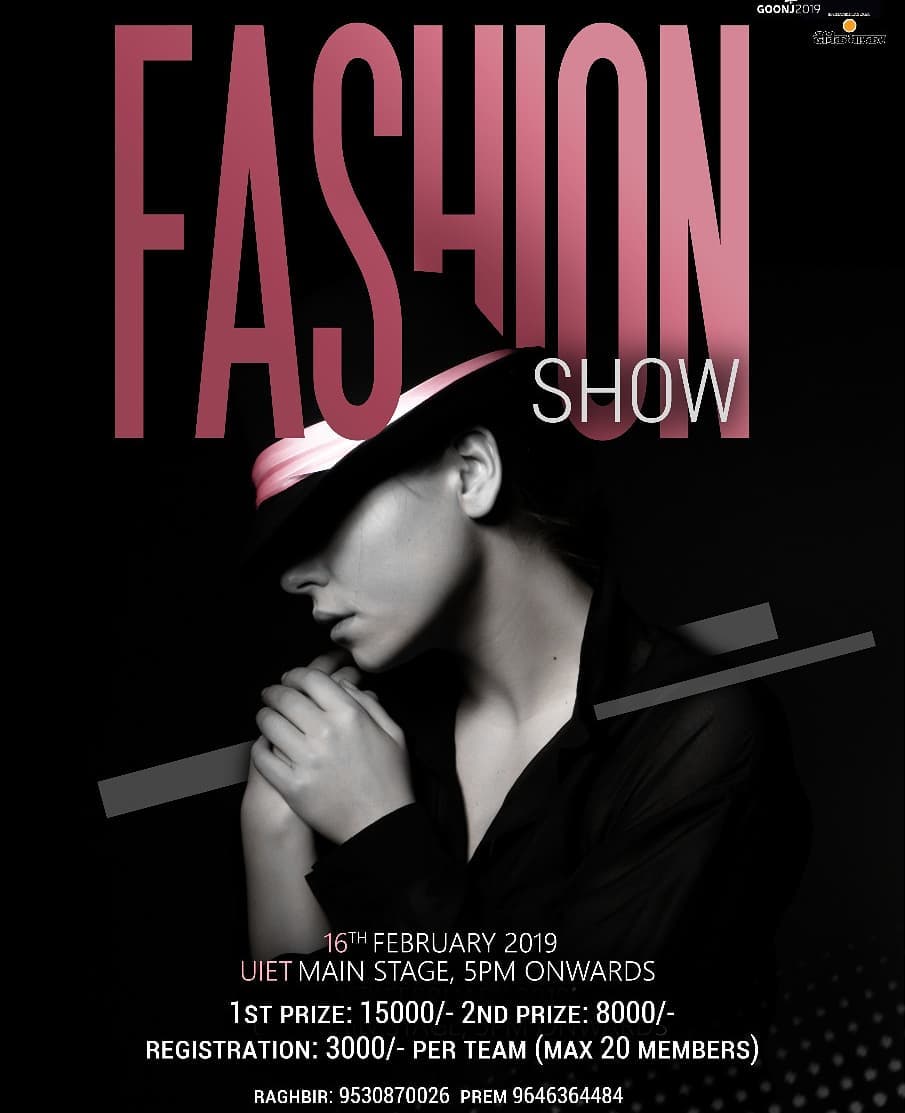 GOONJ2019
FASHION
SHOW
16TH FEBRUARY 2019
UIET MAIN STAGE, 5PM ONWARDS
1ST PRIZE: 15000/- 2ND PRIZE: 8000/-
REGISTRATION: 3000/- PER TEAM (MAX 20 MEMBERS)
RAGHBIR: 9530870026 PREM 9646364484